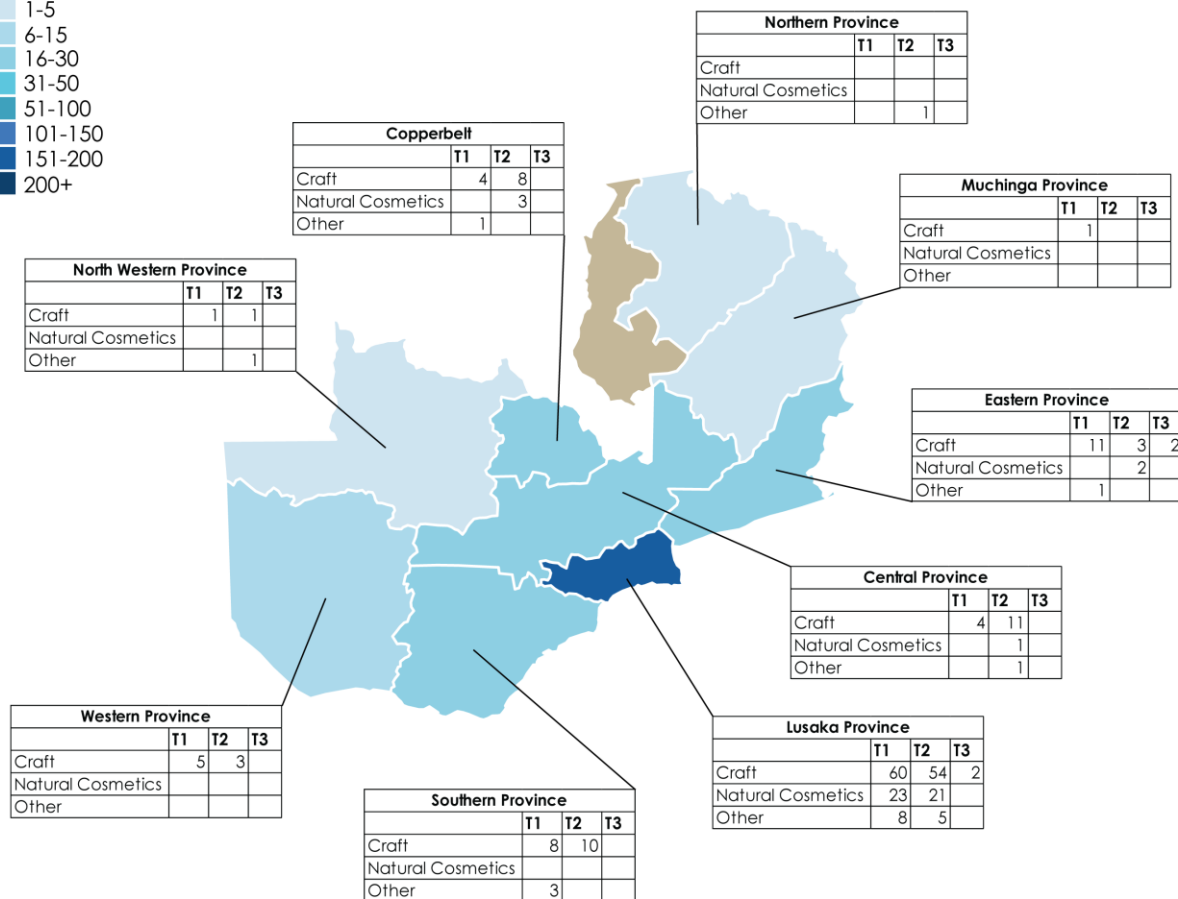 1-5
6-15
16-30
31-50
51-100
101-150
151-200
200+
Northern Province
T1 T2 T3
Craft
Natural Cosmetics
Other 1
Copperbelt
T1 T2 T3
Craft 4 8
Natural Cosmetics 3
Other 1
Muchinga Province
T1 T2 T3
Craft 1
Natural Cosmetics
Other
North Western Province
T1 T2 T3
Craft 1 1
Natural Cosmetics
Other 1
Eastern Province
T1 T2 T3
Craft 11 3 2
Natural Cosmetics 2
Other 1
Central Province
T1 T2 T3
Craft 4 11
Natural Cosmetics 1
Other 1
Western Province
T1 T2 T3
Craft 5 3
Natural Cosmetics
Other
Lusaka Province
T1 T2 T3
Craft 60 54 2
Natural Cosmetics 23 21
Other 8 5
Southern Province
T1 T2 T3
Craft 8 10
Natural Cosmetics
Other 3